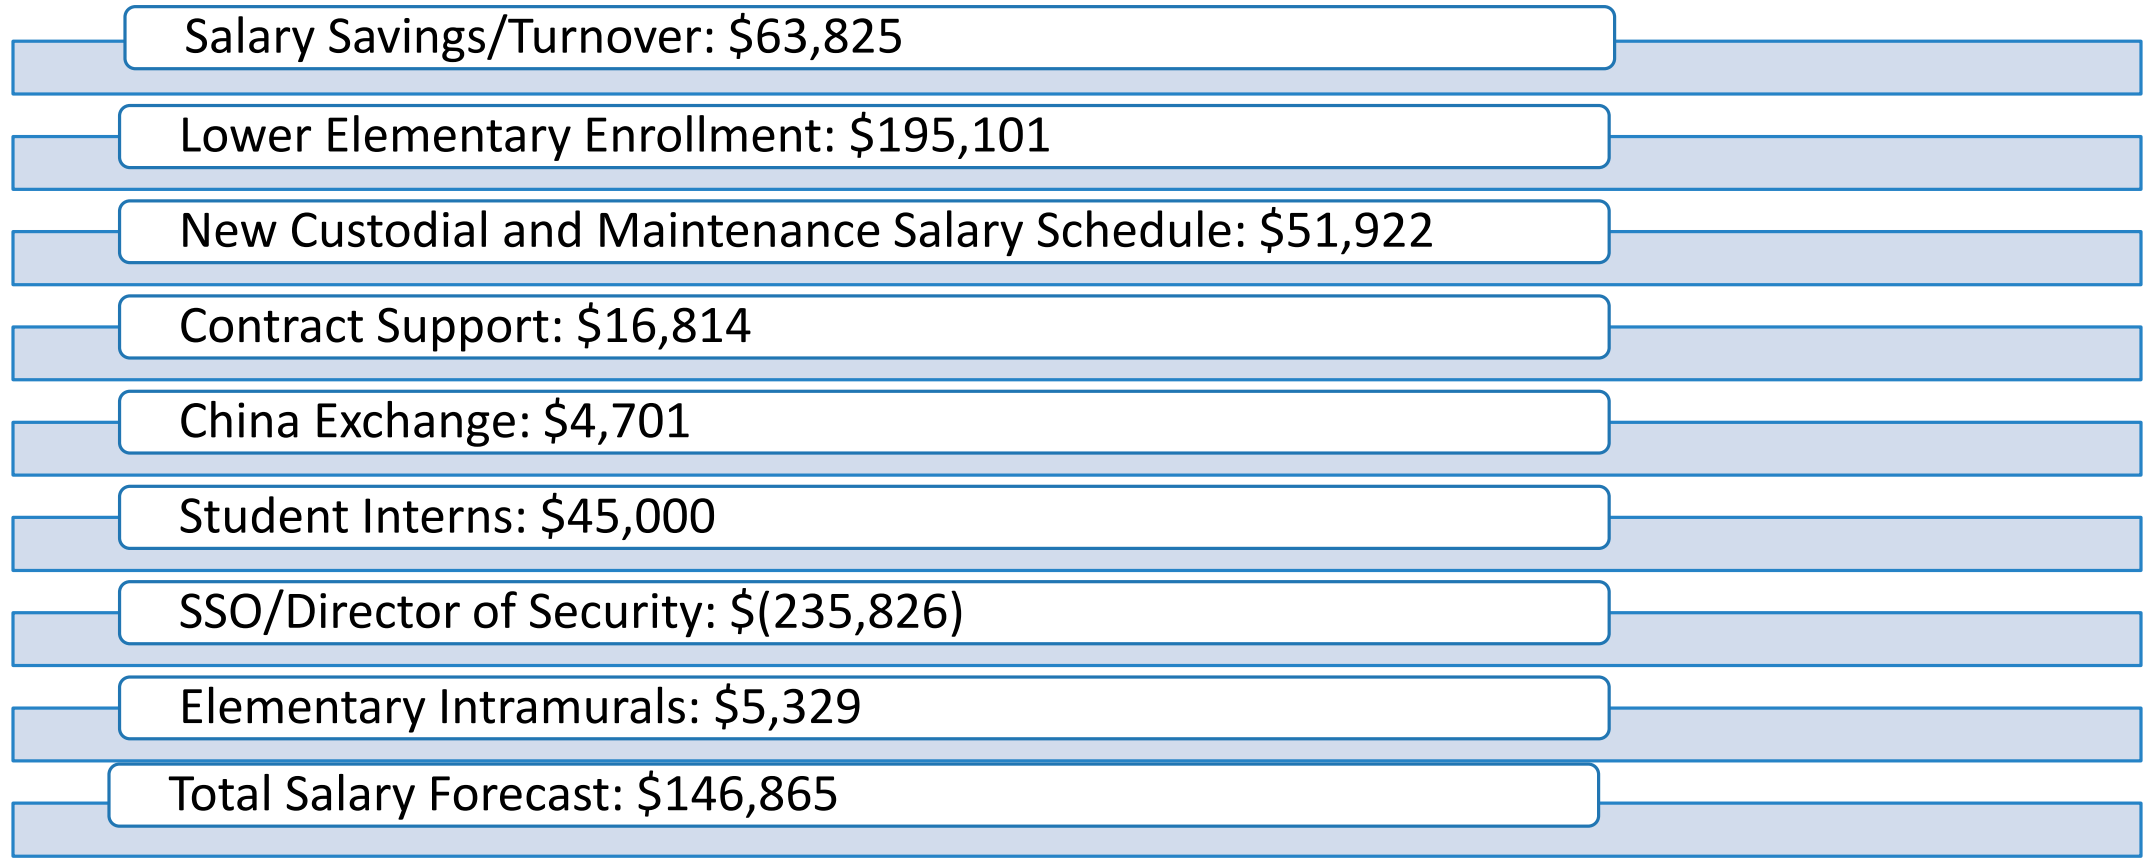 Salary Savings/Turnover: $63,825
Lower Elementary Enrollment: $195,101
New Custodial and Maintenance Salary Schedule: $51,922
Contract Support: $16,814
China Exchange: $4,701
Student Interns: $45,000
SSO/Director of Security: $(235,826)
Elementary Intramurals: $5,329
Total Salary Forecast: $146,865